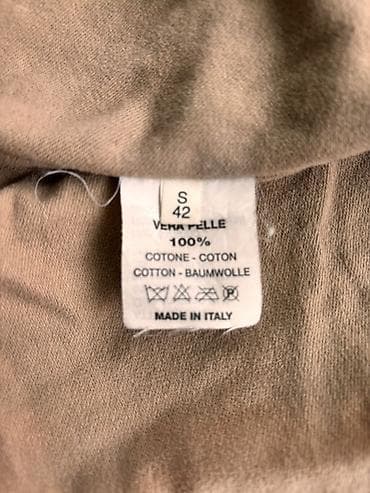 S
42
VERA PELLE
100%
COTONE - COTON
COTTON - BAUMWOLLE
P
MADE IN ITALY